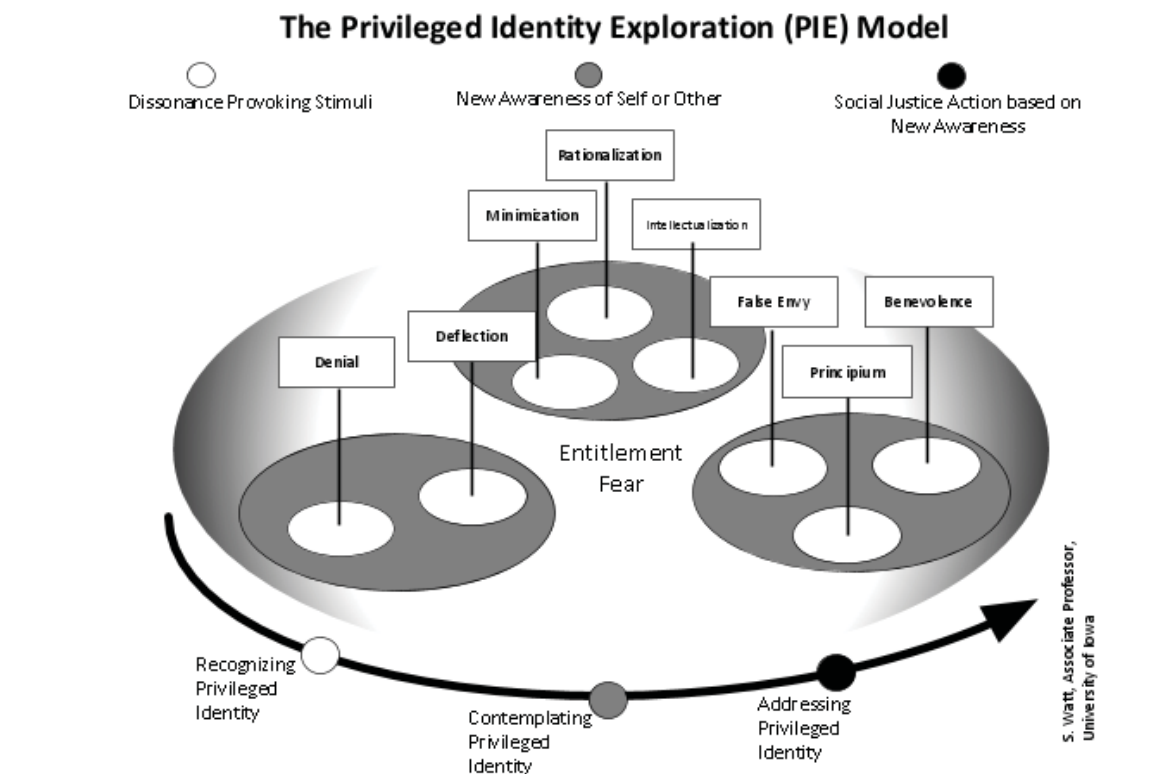 The Privileged Identity Exploration (PIE) Model
Dissonance Provoking Stimuli
New Awareness of Self or Other
Social Justice Action based on
New Awareness
Rationalization
Minimization
Intellectualization
False Envy
Benevolence
Deflection
Denial
Principium
Entitlement
Fear
Recognizing
Privileged
Identity
Contemplating
Privileged
Identity
Addressing
Privileged
Identity
S. Watt, Associate Professor,
University of Iowa